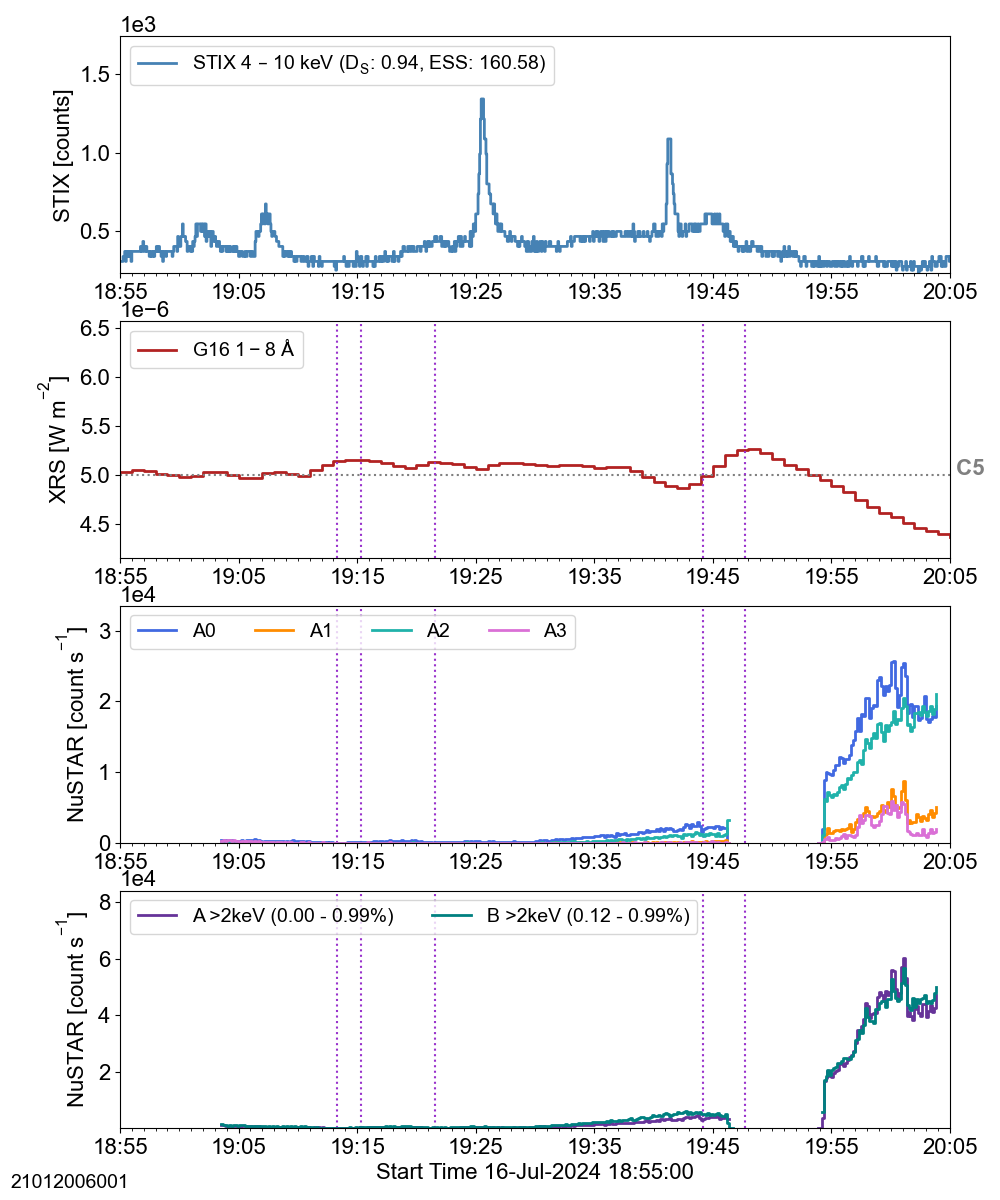 1e3
STIX 4 – 10 keV (DS: 0.94, ESS: 160.58)
STIX [counts]
1.5
1.0
0.5
18:55 19:05 19:15 19:25 19:35 19:45 19:55 20:05
1e−6
G16 1 – 8 Å
XRS [W m−2]
6.5
6.0
5.5
5.0
4.5
C5
18:55 19:05 19:15 19:25 19:35 19:45 19:55 20:05
1e4
A0 A1 A2 A3
NuSTAR [count s−1]
3
2
1
0
18:55 19:05 19:15 19:25 19:35 19:45 19:55 20:05
1e4
A >2keV (0.00 - 0.99%) B >2keV (0.12 - 0.99%)
NuSTAR [count s−1]
8
6
4
2
18:55 19:05 19:15 19:25 19:35 19:45 19:55 20:05
Start Time 16-Jul-2024 18:55:00
21012006001